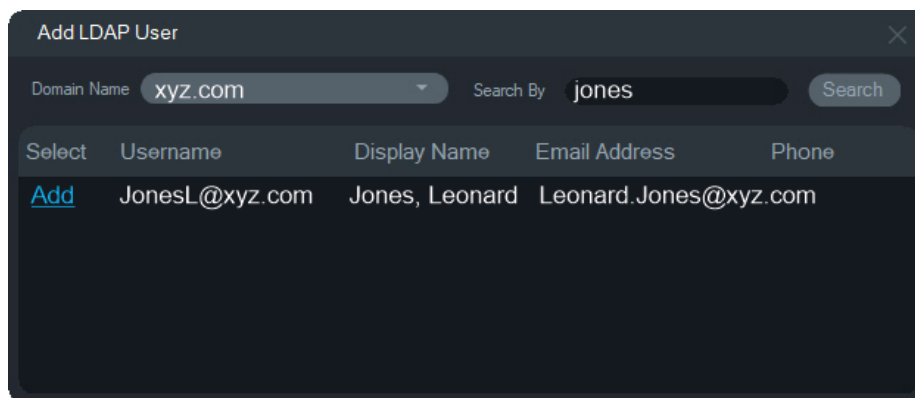 Add LDAP User
Domain Name xyz.com Search By jones Search
Select Username Display Name Email Address Phone
Add JonesL@xyz.com Jones, Leonard Leonard.Jones@xyz.com